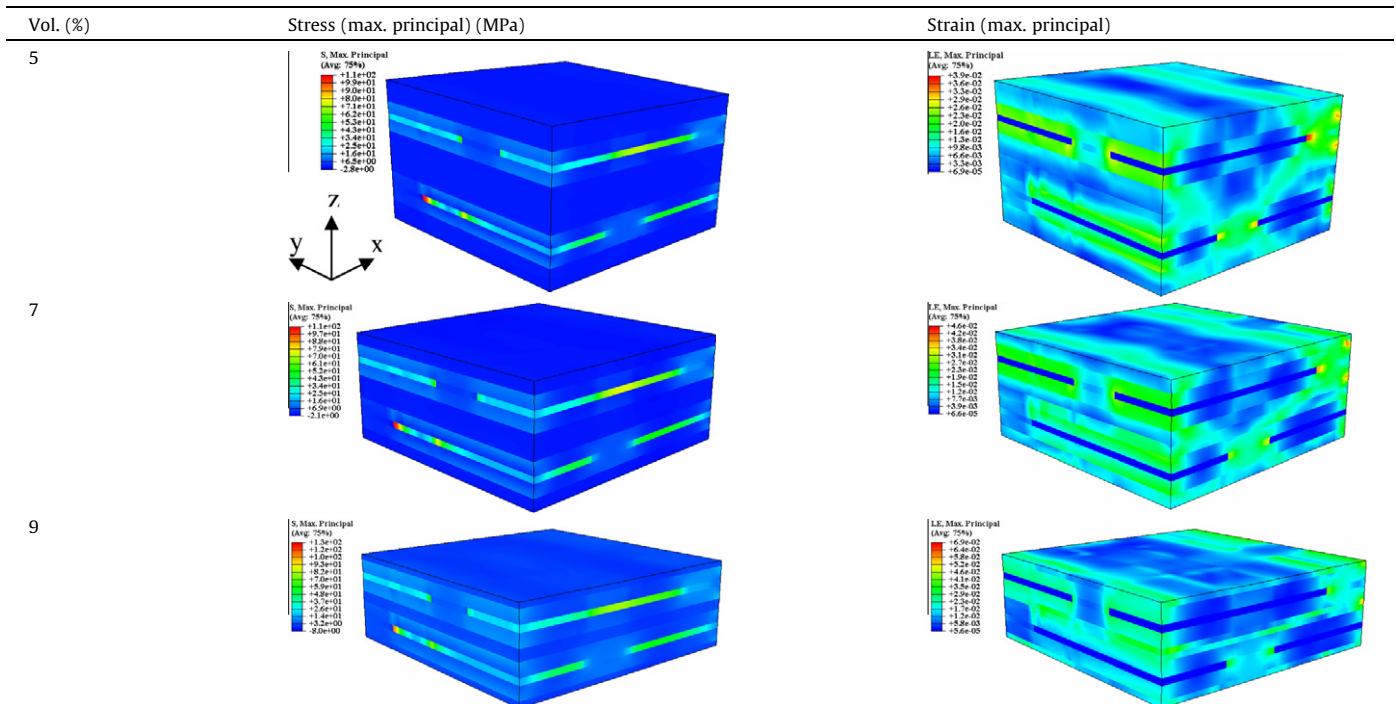 Vol. (%) Stress (max. principal) (MPa) Strain (max. principal)
5
S, Max. Principal
(Avg: 75%)
+1.1e+02
+9.9e+01
+9.0e+01
+8.0e+01
+7.1e+01
+6.2e+01
+5.3e+01
+4.3e+01
+3.4e+01
+2.5e+01
+1.6e+01
+6.5e+00
-2.8e+00
z
y
x
LE, Max. Principal
(Avg: 75%)
+3.9e-02
+3.6e-02
+3.3e-02
+2.9e-02
+2.6e-02
+2.3e-02
+2.0e-02
+1.6e-02
+1.3e-02
+9.8e-03
+6.6e-03
+3.3e-03
+6.9e-05
7
S, Max. Principal
(Avg: 75%)
+1.1e+02
+9.7e+01
+8.8e+01
+7.9e+01
+7.0e+01
+6.1e+01
+5.2e+01
+4.3e+01
+3.4e+01
+2.5e+01
+1.6e+01
+6.9e+00
-2.1e+00
LE, Max. Principal
(Avg: 75%)
+4.6e-02
+4.2e-02
+3.8e-02
+3.4e-02
+3.1e-02
+2.7e-02
+2.3e-02
+1.9e-02
+1.5e-02
+1.2e-02
+7.7e-03
+3.9e-03
+6.6e-05
9
S, Max. Principal
(Avg: 75%)
+1.3e+02
+1.2e+02
+1.0e+02
+9.3e+01
+8.2e+01
+7.0e+01
+5.9e+01
+4.8e+01
+3.7e+01
+2.6e+01
+1.4e+01
+3.2e+00
-8.0e+00
LE, Max. Principal
(Avg: 75%)
+6.9e-02
+6.4e-02
+5.8e-02
+5.2e-02
+4.6e-02
+4.1e-02
+3.5e-02
+2.9e-02
+2.3e-02
+1.7e-02
+1.2e-02
+5.8e-03
+5.6e-05